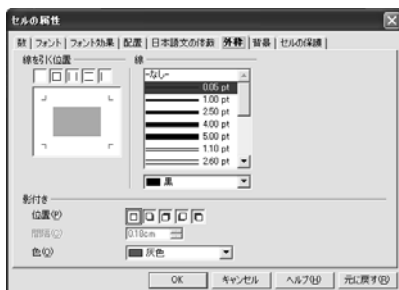 セルの属性
数 フォント フォント効果 配置 日本語文の体裁 外枠 背景 セルの保護
線を引く位置 線
-なし-
0.05 pt
1.00 pt
2.50 pt
4.00 pt
5.00 pt
1.10 pt
2.60 pt
黒
影付き
位置(P)
間隔(C)
0.18cm
色(O)
灰色
OK キャンセル ヘルプ(H) 元に戻す(R)